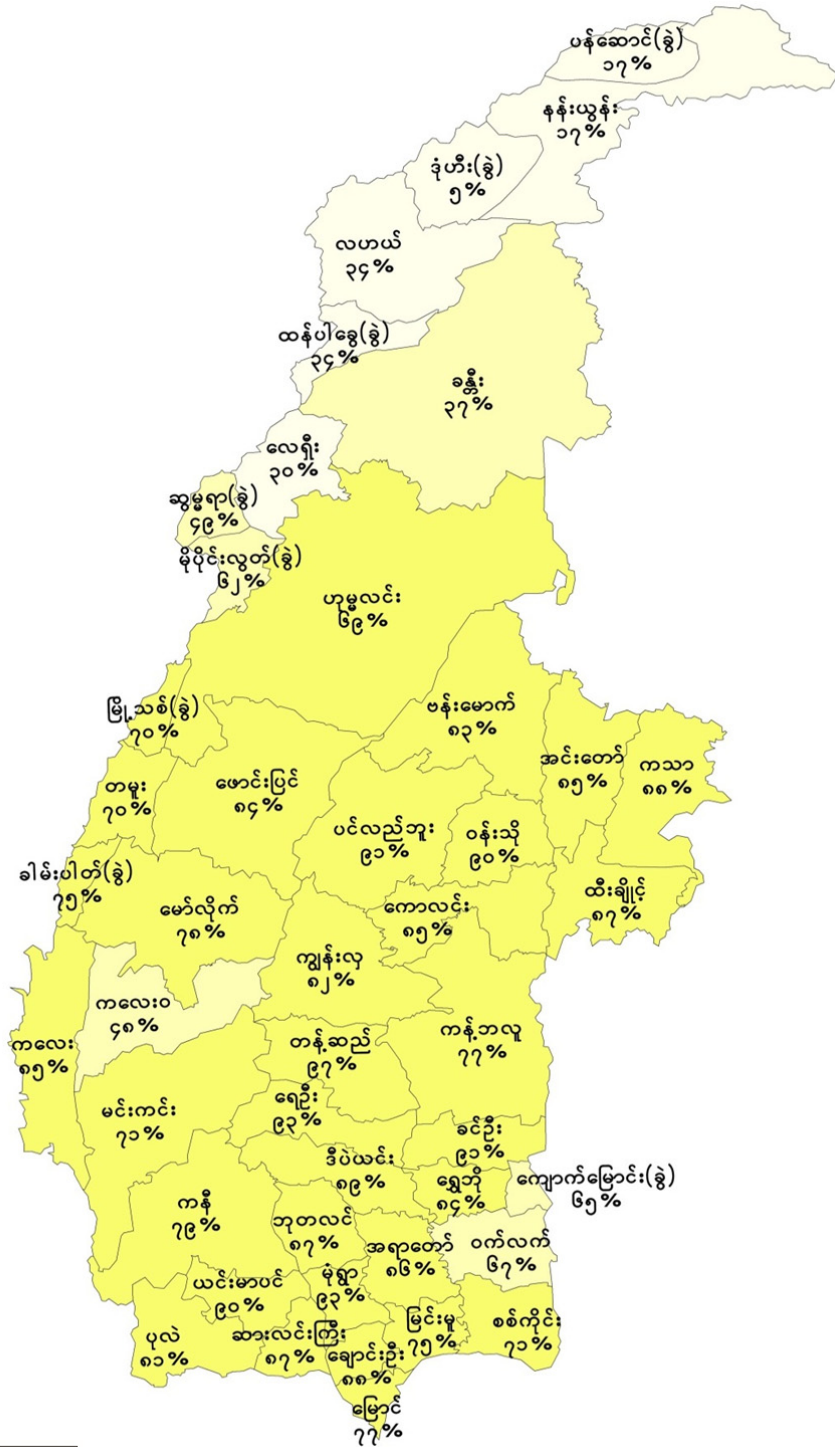 ပန်ဆောင်(ခွဲ)
၁၇%
နန်းယွန်း
၁၇%
ဒုံဟီး(ခွဲ)
၅%
လဟယ်
၃၄%
ထန်ပါခွေ(ခွဲ)
၃၄%
ခန္တီး
၃၇%
လေရှီး
၃၀%
ဆွမ္မရာ(ခွဲ)
၄၉%
မိုပိုင်းလွတ်(ခွဲ)
၆၂%
ဟုမ္မလင်း
၆၉%
မြို့သစ်(ခွဲ)
၇၀%
ဗန်းမောက်
၈၃%
အင်းတော်
၈၅%
ကသာ
၈၈%
တမူး
၇၀%
ဖောင်းပြင်
၈၄%
ပင်လည်ဘူး
၉၁%
ဝန်းသို
၉၀%
ခါမ်းပါတ်(ခွဲ)
၇၅%
မော်လိုက်
၇၈%
ကောလင်း
၈၅%
ထီးချိုင့်
၈၇%
ကျွန်းလှ
၈၂%
ကလေးဝ
၄၈%
ကလေး
၈၅%
တန့်ဆည်
၉၇%
ကန့်ဘလူ
၇၇%
မင်းကင်း
၇၁%
ရေဦး
၉၃%
ခင်ဦး
၉၁%
ဒီပဲယင်း
၈၉%
ရွှေဘို
၈၄%
ကျောက်မြောင်း(ခွဲ)
၆၅%
ကနီ
၇၉%
ဘုတလင်
၈၇%
အရာတော်
၈၆%
ဝက်လက်
၆၇%
ယင်းမာပင်
၉၀%
မုံရွာ
၉၃%
မြင်းမူ
၇၅%
စစ်ကိုင်း
၇၁%
ပုလဲ
၈၁%
ဆားလင်းကြီး
၈၇%
ချောင်းဦး
၈၈%
မြောင်
၇၇%